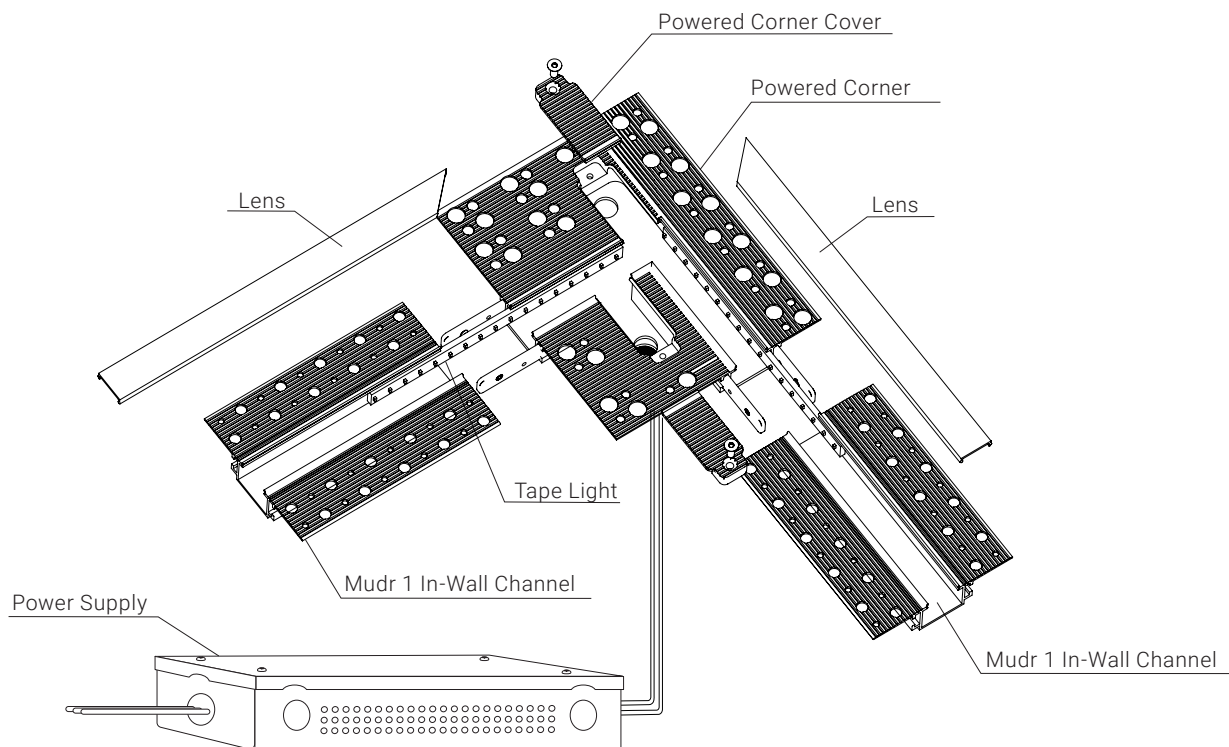 Powered Corner Cover
Powered Corner
Lens
Lens
Tape Light
Mudr 1 In-Wall Channel
Power Supply
Mudr 1 In-Wall Channel